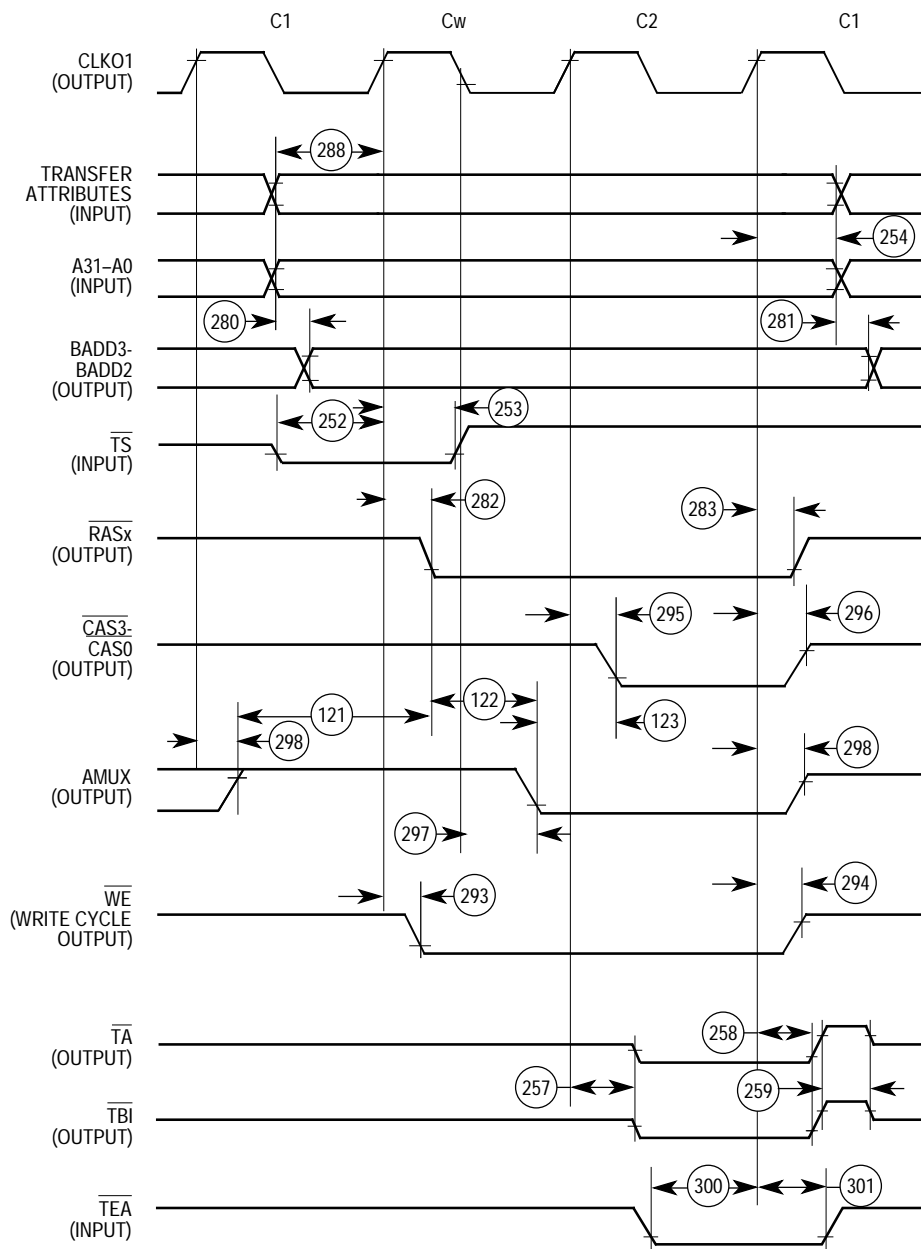 C1 Cw C2 C1
CLKO1
(OUTPUT)
288
TRANSFER
ATTRIBUTES
(INPUT)
254
A31–A0
(INPUT)
280 281
BADD3-
BADD2
(OUTPUT)
252 253
TS
(INPUT)
282 283
RASx
(OUTPUT)
295 296
CAS3-
CAS0
(OUTPUT)
121 122 123
298 298
AMUX
(OUTPUT)
297
293 294
WE
(WRITE CYCLE
OUTPUT)
258
TA
(OUTPUT)
257 259
TBI
(OUTPUT)
300 301
TEA
(INPUT)